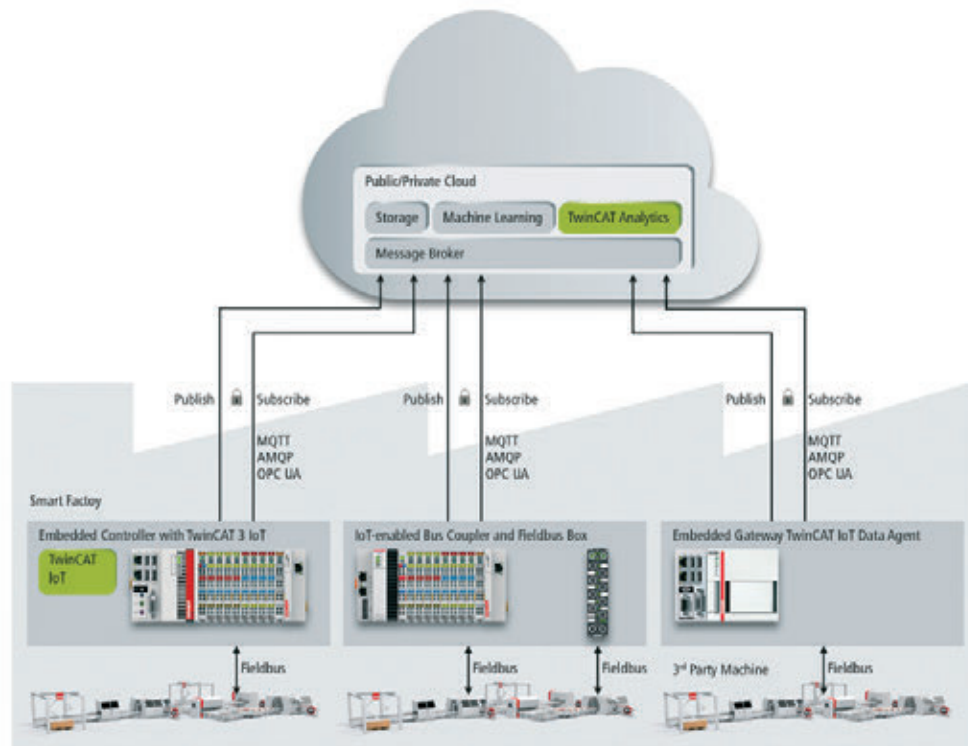 Public/Private Cloud
Storage
Machine Learning
TwinCAT Analytics
Message Broker
Publish
Subscribe
MQTT
AMQP
OPC UA
Publish
Subscribe
MQTT
AMQP
OPC UA
Publish
Subscribe
MQTT
AMQP
OPC UA
Smart Factoy
Embedded Controller with TwinCAT 3 IoT
TwinCAT
IoT
IoT-enabled Bus Coupler and Fieldbus Box
Embedded Gateway TwinCAT IoT Data Agent
Fieldbus
Fieldbus
Fieldbus
3rd Party Machine
Fieldbus